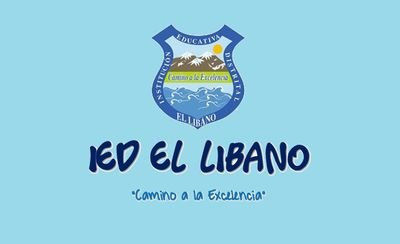 INSTITUCIÓN EDUCATIVA DISTRITAL
Camino a la Excelencia
EL LIBANO
IED EL LIBANO
"Camino a la Excelencia"